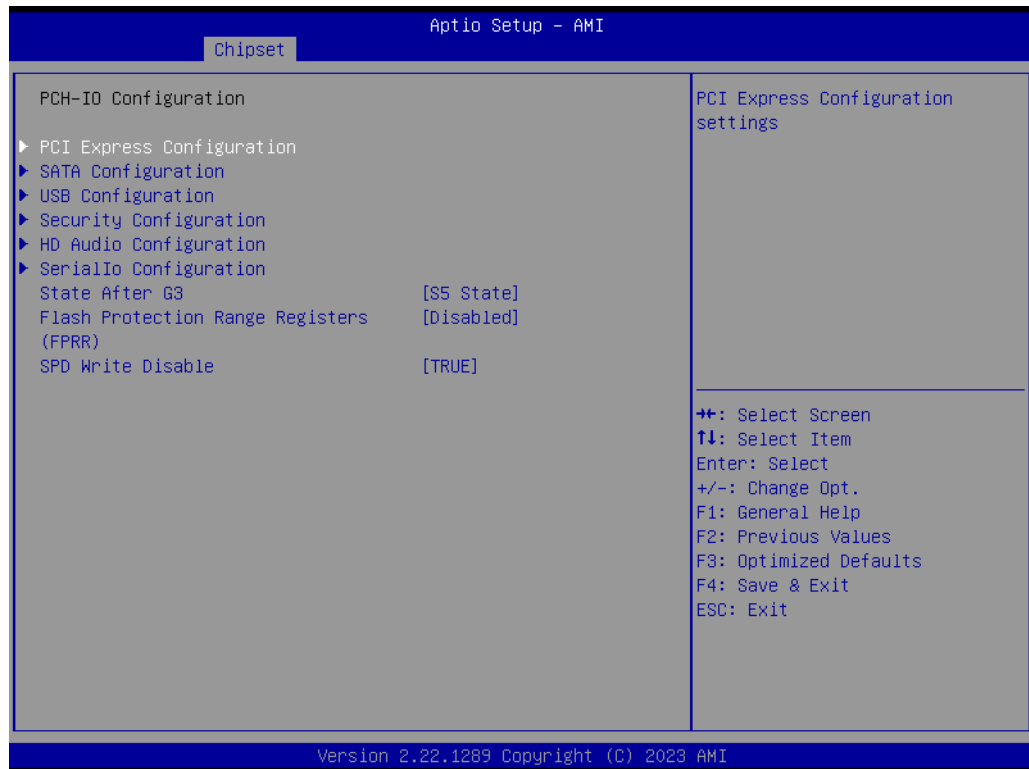 Aptio Setup – AMI
Chipset
PCH-IO Configuration
PCI Express Configuration
SATA Configuration
USB Configuration
Security Configuration
HD Audio Configuration
SerialIo Configuration
State After G3 [S5 State]
Flash Protection Range Registers [Disabled]
(FPRR)
SPD Write Disable [TRUE]
PCI Express Configuration
settings
→←: Select Screen
↑↓: Select Item
Enter: Select
+/-: Change Opt.
F1: General Help
F2: Previous Values
F3: Optimized Defaults
F4: Save & Exit
ESC: Exit
Version 2.22.1289 Copyright (C) 2023 AMI